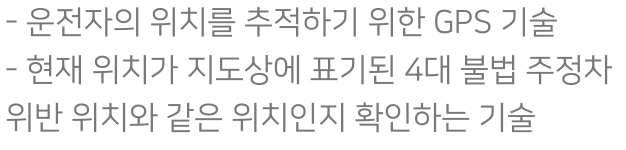 - 운전자의 위치를 추적하기 위한 GPS 기술
- 현재 위치가 지도상에 표기된 4대 불법 주정차
위반 위치와 같은 위치인지 확인하는 기술